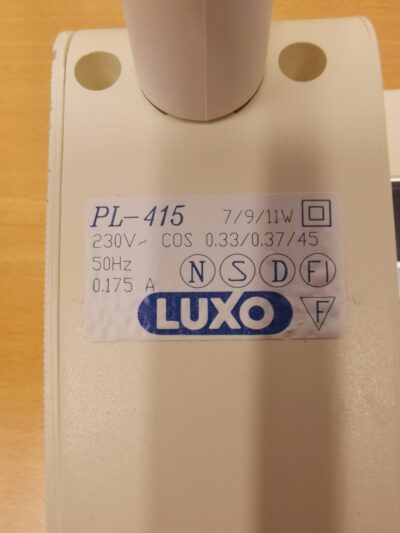 PL-415 7/9/11W
230V~ COS 0.33/0.37/45
50Hz N S D FI
0.175 A
LUXO F